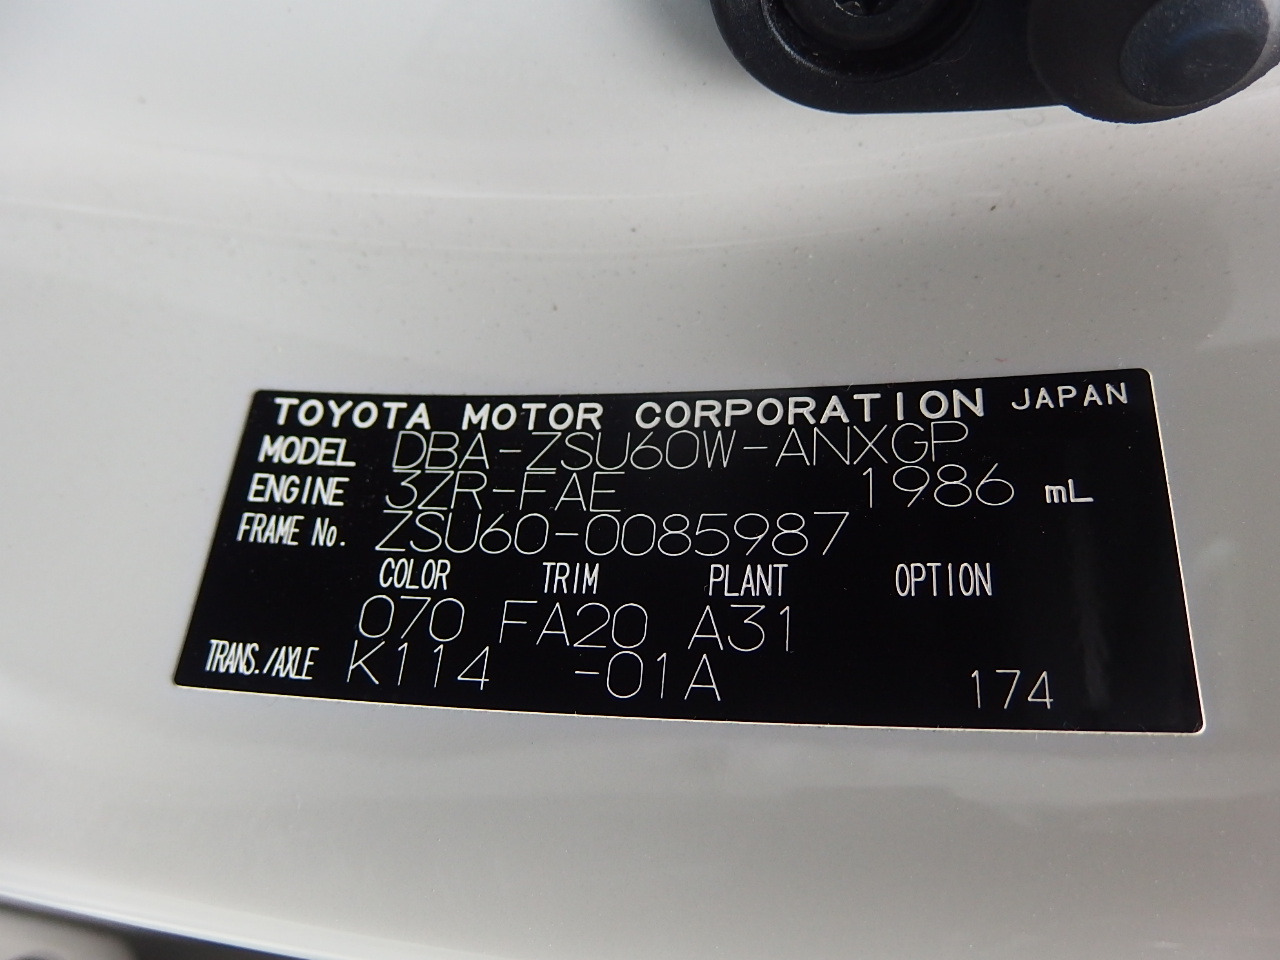 TOYOTA MOTOR CORPORATION JAPAN
MODEL DBA-ZSU60W-ANXGP
ENGINE 3ZR-FAE 1986 mL
FRAME No. ZSU60-0085987
COLOR TRIM PLANT OPTION
070 FA20 A31
TRANS./AXLE K114 -01A 174